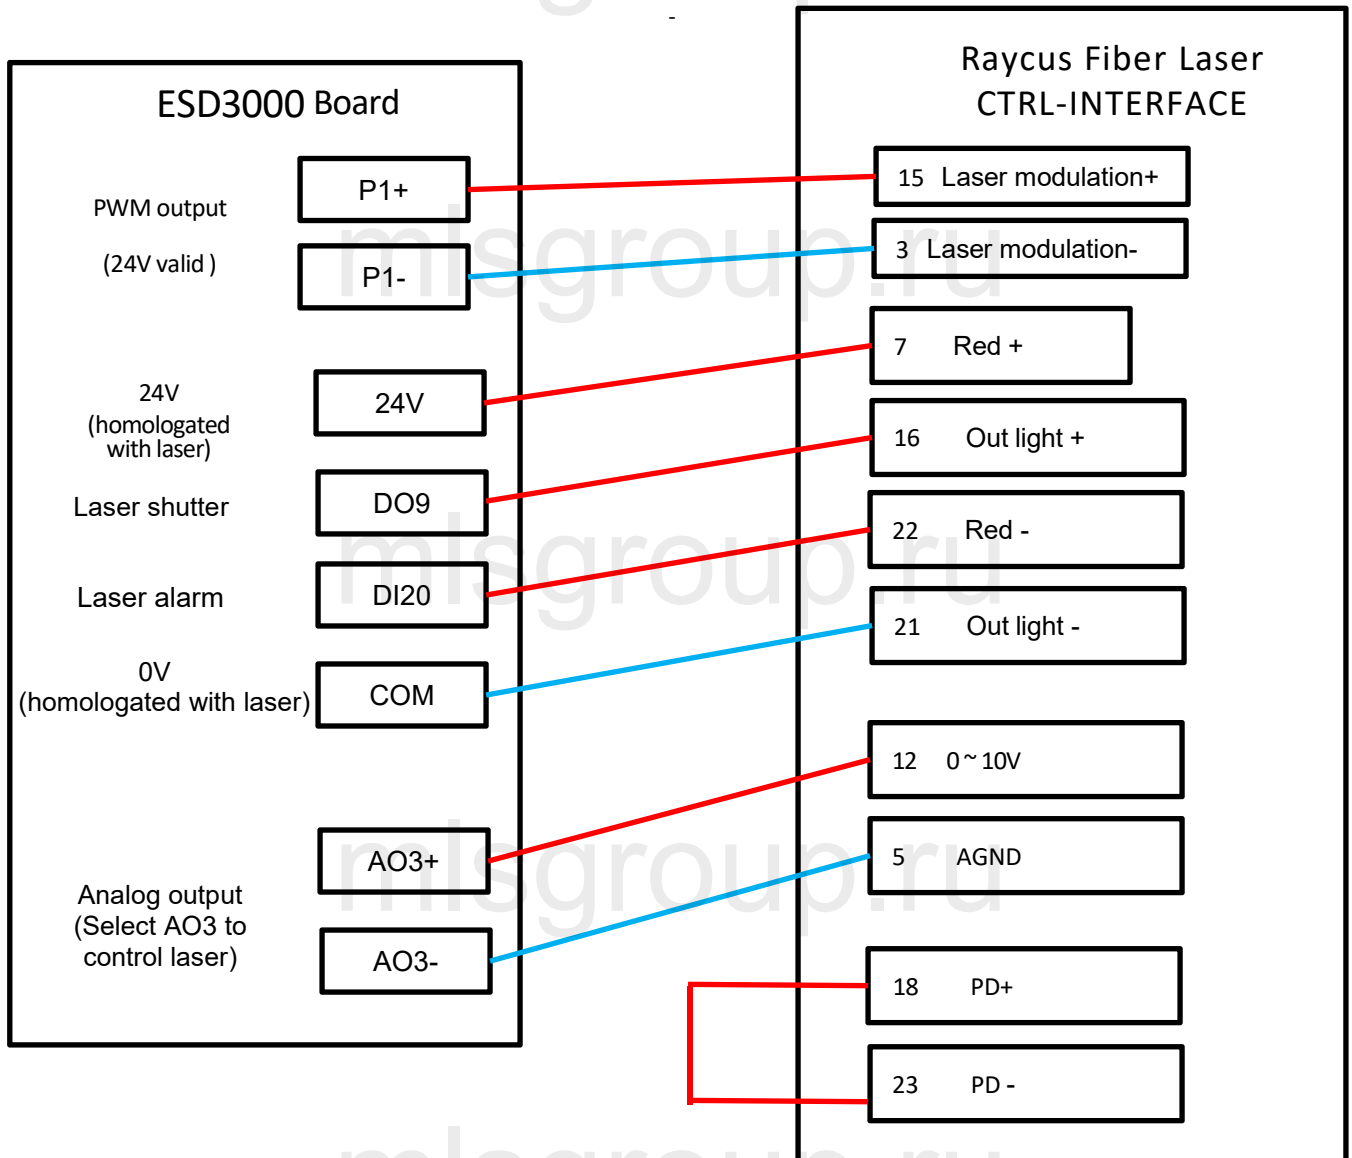 -
ESD3000 Board
PWM output
(24V valid )
P1+
P1-
24V
(homologated
with laser)
24V
Laser shutter
DO9
Laser alarm
DI20
0V
(homologated with laser)
COM
Analog output
(Select AO3 to
control laser)
AO3+
AO3-
Raycus Fiber Laser
CTRL-INTERFACE
15 Laser modulation+
3 Laser modulation-
7 Red +
16 Out light +
22 Red -
21 Out light -
12 0~10V
5 AGND
18 PD+
23 PD -
mlsgroup.ru
mlsgroup.ru
mlsgroup.ru
mlsgroup.ru